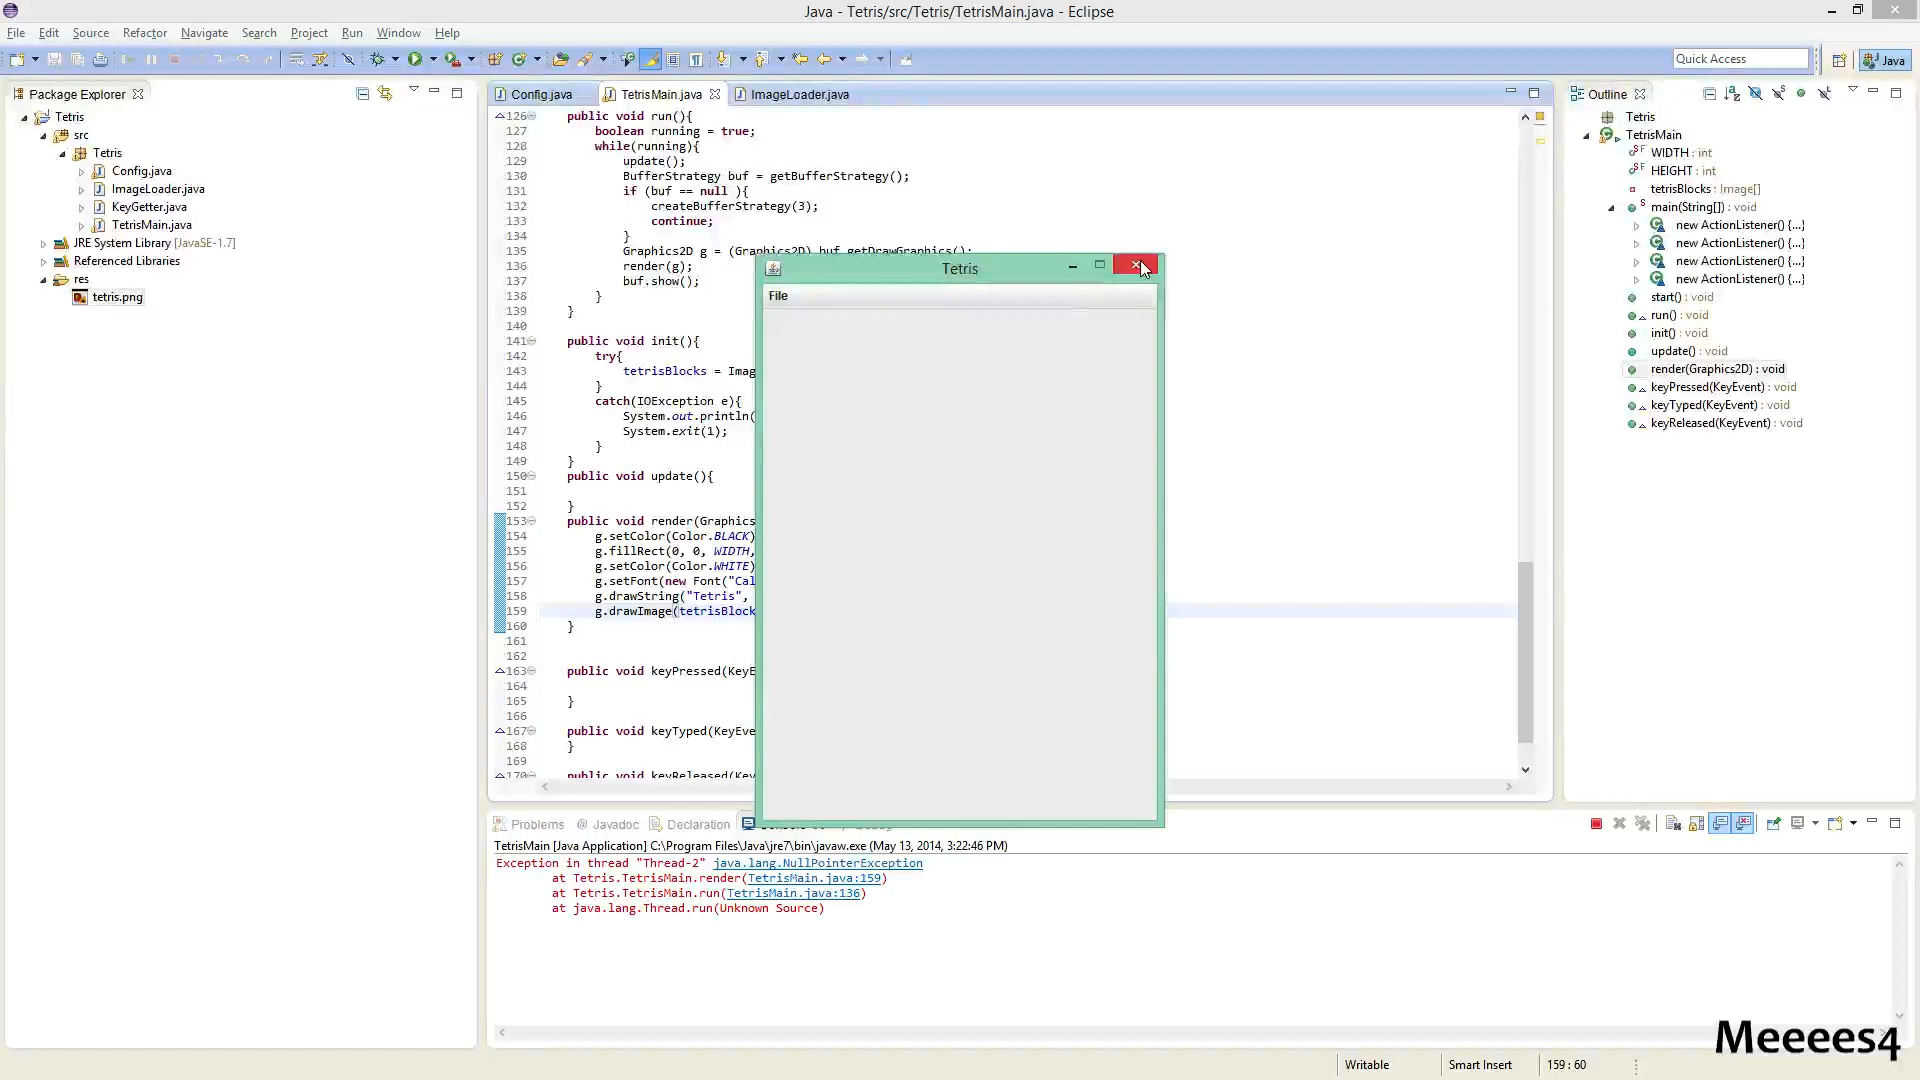 Java - Tetris/src/Tetris/TetrisMain.java - Eclipse
File Edit Source Refactor Navigate Search Project Run Window Help
Quick Access
Java
Package Explorer
Tetris
src
Tetris
Config.java
ImageLoader.java
KeyGetter.java
TetrisMain.java
JRE System Library [JavaSE-1.7]
Referenced Libraries
res
tetris.png
Config.java TetrisMain.java ImageLoader.java
126 public void run(){
127 boolean running = true;
128 while(running){
129 update();
130 BufferStrategy buf = getBufferStrategy();
131 if (buf == null ){
132 createBufferStrategy(3);
133 continue;
134 }
135 Graphics2D g = (Graphics2D) buf.getDrawGraphics();
136 render(g);
137 buf.show();
138 }
139 }
140
141 public void init(){
142 try{
143 tetrisBlocks = Imag
144 }
145 catch(IOException e){
146 System.out.println(
147 System.exit(1);
148 }
149 }
150 public void update(){
151
152 }
153 public void render(Graphics
154 g.setColor(Color.BLACK)
155 g.fillRect(0, 0, WIDTH,
156 g.setColor(Color.WHITE)
157 g.setFont(new Font("Cal
158 g.drawString("Tetris",
159 g.drawImage(tetrisBlock
160 }
161
162
163 public void keyPressed(KeyE
164
165 }
166
167 public void keyTyped(KeyEve
168 }
169
170 public void keyReleased(Key
Tetris
File
Outline
Tetris
TetrisMain
WIDTH : int
HEIGHT : int
tetrisBlocks : Image[]
main(String[]) : void
new ActionListener() {...}
new ActionListener() {...}
new ActionListener() {...}
new ActionListener() {...}
start() : void
run() : void
init() : void
update() : void
render(Graphics2D) : void
keyPressed(KeyEvent) : void
keyTyped(KeyEvent) : void
keyReleased(KeyEvent) : void
Problems @ Javadoc Declaration
TetrisMain [Java Application] C:\Program Files\Java\jre7\bin\javaw.exe (May 13, 2014, 3:22:46 PM)
Exception in thread "Thread-2" java.lang.NullPointerException
at Tetris.TetrisMain.render(TetrisMain.java:159)
at Tetris.TetrisMain.run(TetrisMain.java:136)
at java.lang.Thread.run(Unknown Source)
Meeees4
Writable Smart Insert 159 : 60